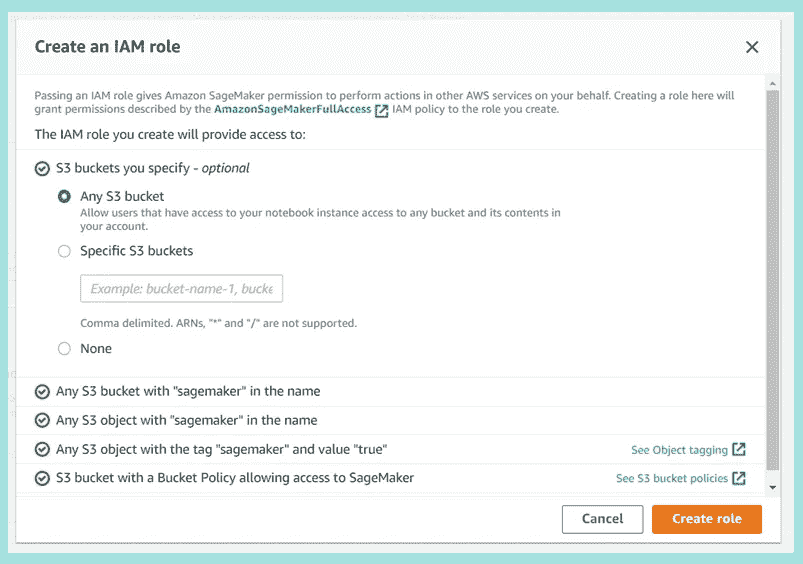 Create an IAM role
Passing an IAM role gives Amazon SageMaker permission to perform actions in other AWS services on your behalf. Creating a role here will
grant permissions described by the AmazonSageMakerFullAccess IAM policy to the role you create.
The IAM role you create will provide access to:
S3 buckets you specify - optional
Any S3 bucket
Allow users that have access to your notebook instance access to any bucket and its contents in
your account.
Specific S3 buckets
Example: bucket-name-1, bucke
Comma delimited. ARNs, "*" and "/" are not supported.
None
Any S3 bucket with "sagemaker" in the name
Any S3 object with "sagemaker" in the name
Any S3 object with the tag "sagemaker" and value "true" See Object tagging
S3 bucket with a Bucket Policy allowing access to SageMaker See S3 bucket policies
Cancel Create role